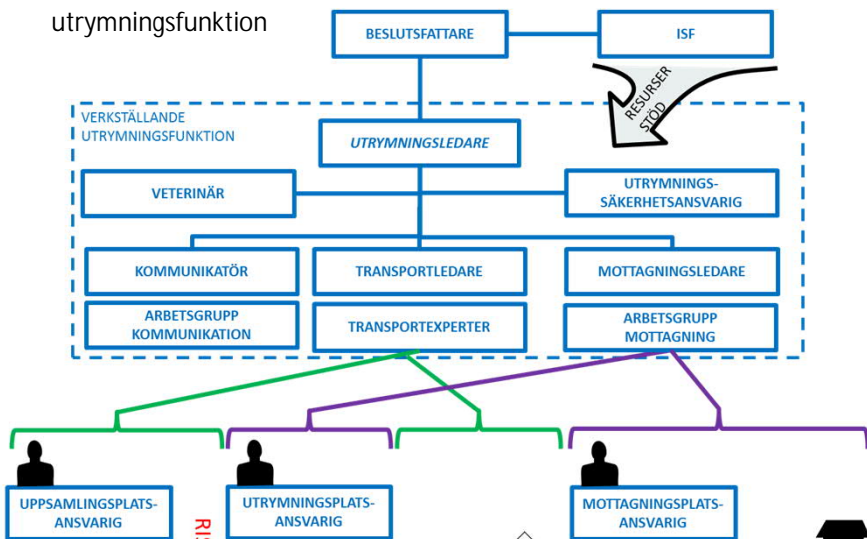 utrymningsfunktion
BESLUTSFATTARE
ISF
RESURSER
STÖD
VERKSTÄLLANDE
UTRYMNINGSFUNKTION
UTRYMNINGSLEDARE
VETERINÄR
UTRYMNINGS-
SÄKERHETSANSVARIG
KOMMUNIKATÖR
TRANSPORTLEDARE
MOTTAGNINGSLEDARE
ARBETSGRUPP
KOMMUNIKATION
TRANSPORTEXPERTER
ARBETSGRUPP
MOTTAGNING
UPPSAMLINGSPLATS-
ANSVARIG
UTRYMNINGSPLATS-
ANSVARIG
MOTTAGNINGSPLATS-
ANSVARIG